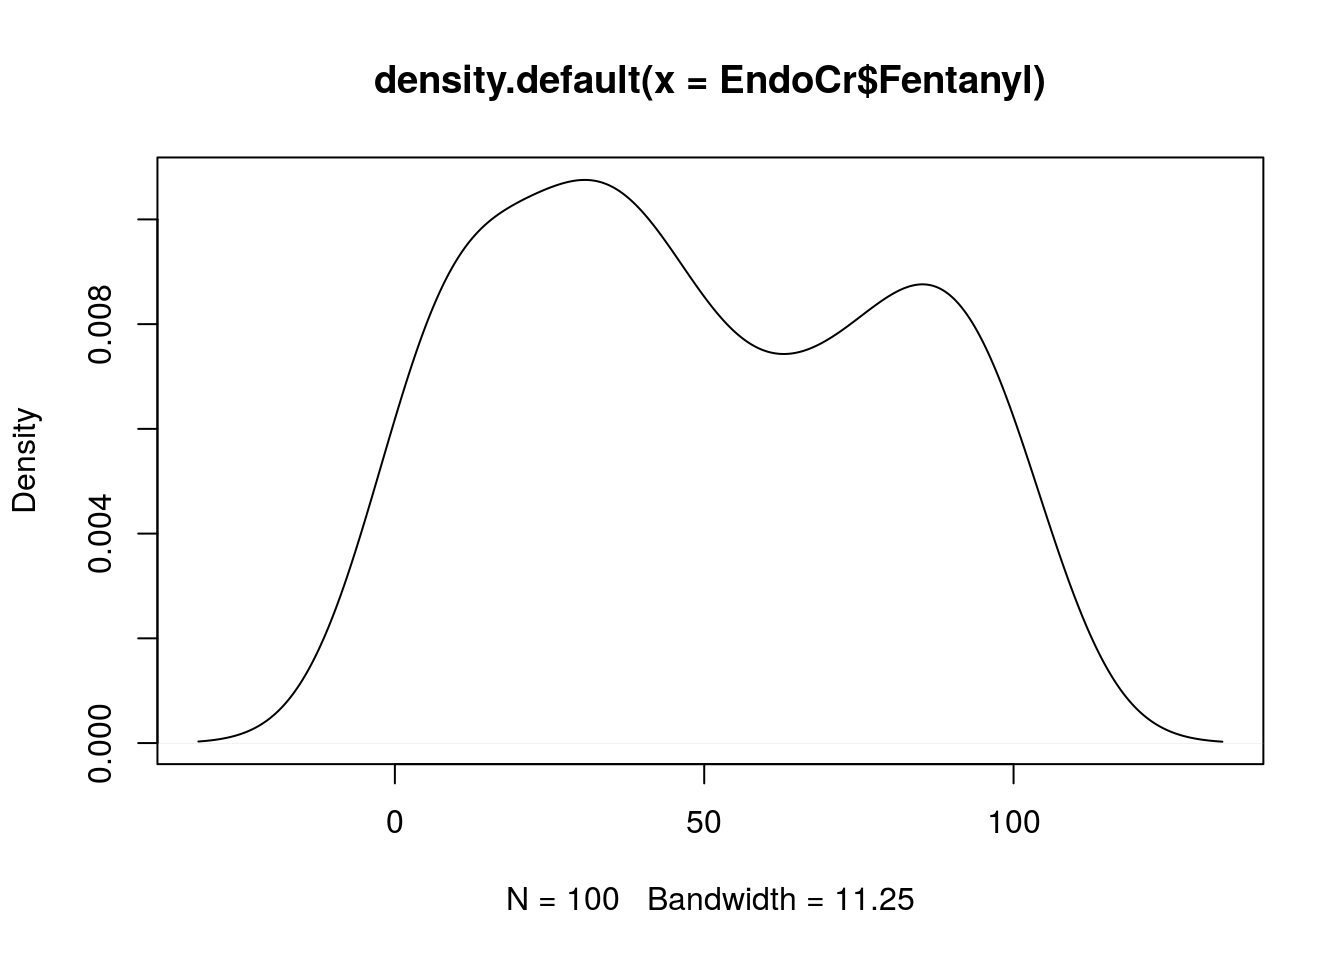 density.default(x = EndoCr$Fentanyl)
Density
0.008
0.004
0.000
0 50 100
N = 100 Bandwidth = 11.25